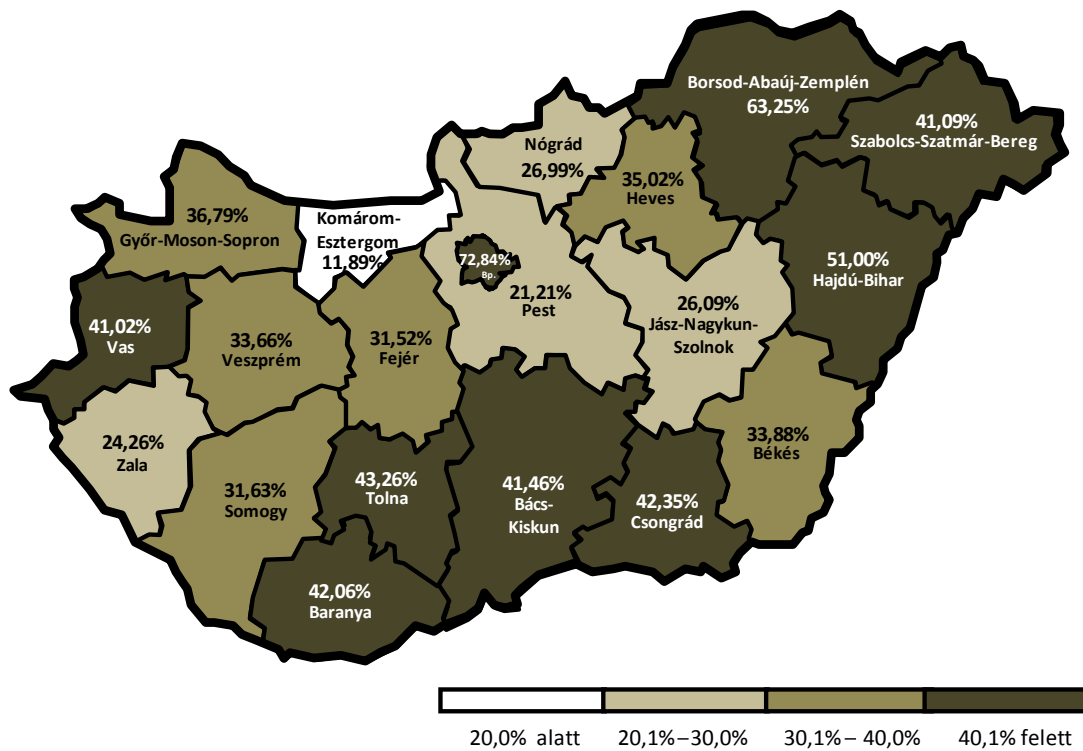 Borsod-Abaúj-Zemplén
63,25%
41,09%
Szabolcs-Szatmár-Bereg
Nógrád
26,99%
35,02%
Heves
36,79%
Győr-Moson-Sopron
Komárom-
Esztergom
11,89%
72,84%
Bp.
21,21%
Pest
26,09%
Jász-Nagykun-
Szolnok
51,00%
Hajdú-Bihar
41,02%
Vas
33,66%
Veszprém
31,52%
Fejér
24,26%
Zala
31,63%
Somogy
43,26%
Tolna
41,46%
Bács-
Kiskun
42,35%
Csongrád
33,88%
Békés
42,06%
Baranya
20,0% alatt
20,1%–30,0%
30,1%– 40,0%
40,1% felett